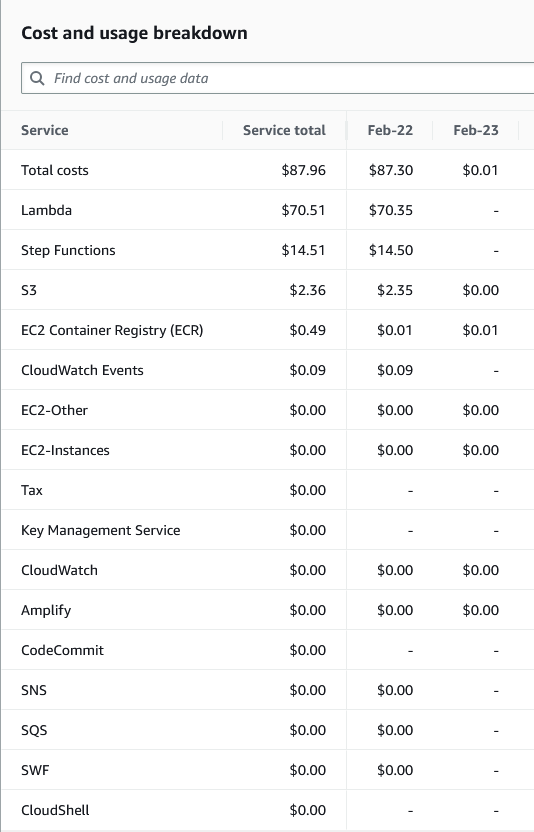 Cost and usage breakdown
Find cost and usage data
Service Service total Feb-22 Feb-23
Total costs $87.96 $87.30 $0.01
Lambda $70.51 $70.35 -
Step Functions $14.51 $14.50 -
S3 $2.36 $2.35 $0.00
EC2 Container Registry (ECR) $0.49 $0.01 $0.01
CloudWatch Events $0.09 $0.09 -
EC2-Other $0.00 $0.00 $0.00
EC2-Instances $0.00 $0.00 $0.00
Tax $0.00 - -
Key Management Service $0.00 - -
CloudWatch $0.00 $0.00 $0.00
Amplify $0.00 $0.00 $0.00
CodeCommit $0.00 - -
SNS $0.00 $0.00 -
SQS $0.00 $0.00 -
SWF $0.00 $0.00 -
CloudShell $0.00 - -